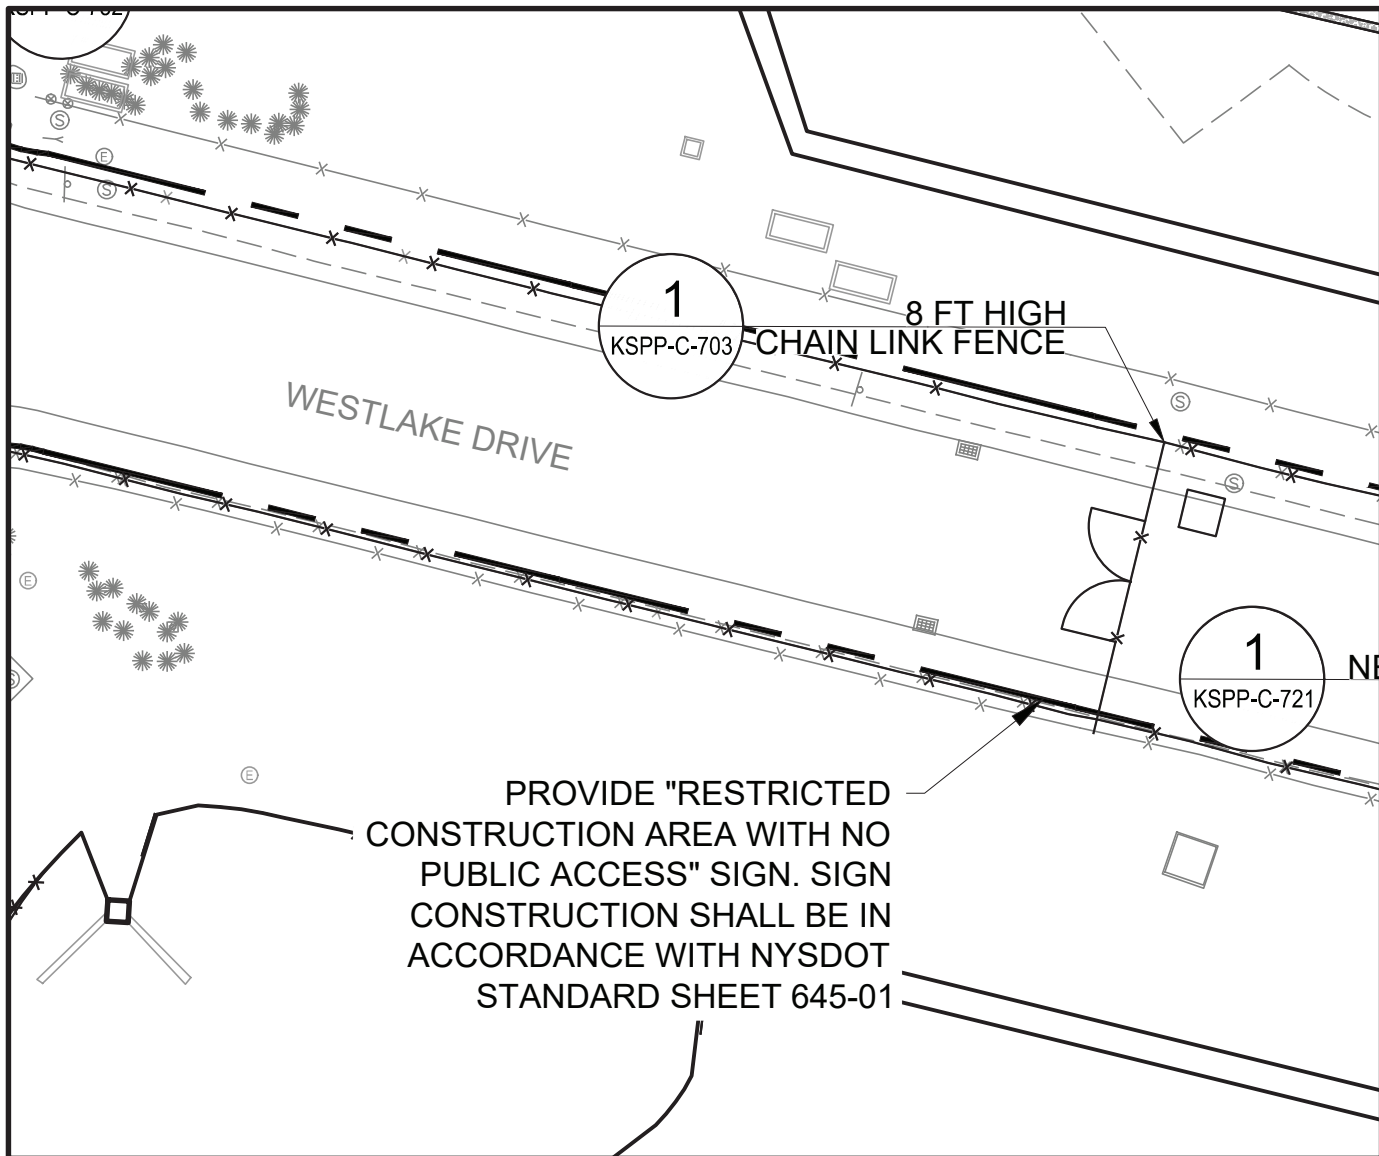 1
KSPP-C-703
8 FT HIGH
CHAIN LINK FENCE
WESTLAKE DRIVE
S
E
S
S
S
E
S
E
1
KSPP-C-721
PROVIDE "RESTRICTED
CONSTRUCTION AREA WITH NO
PUBLIC ACCESS" SIGN. SIGN
CONSTRUCTION SHALL BE IN
ACCORDANCE WITH NYSDOT
STANDARD SHEET 645-01